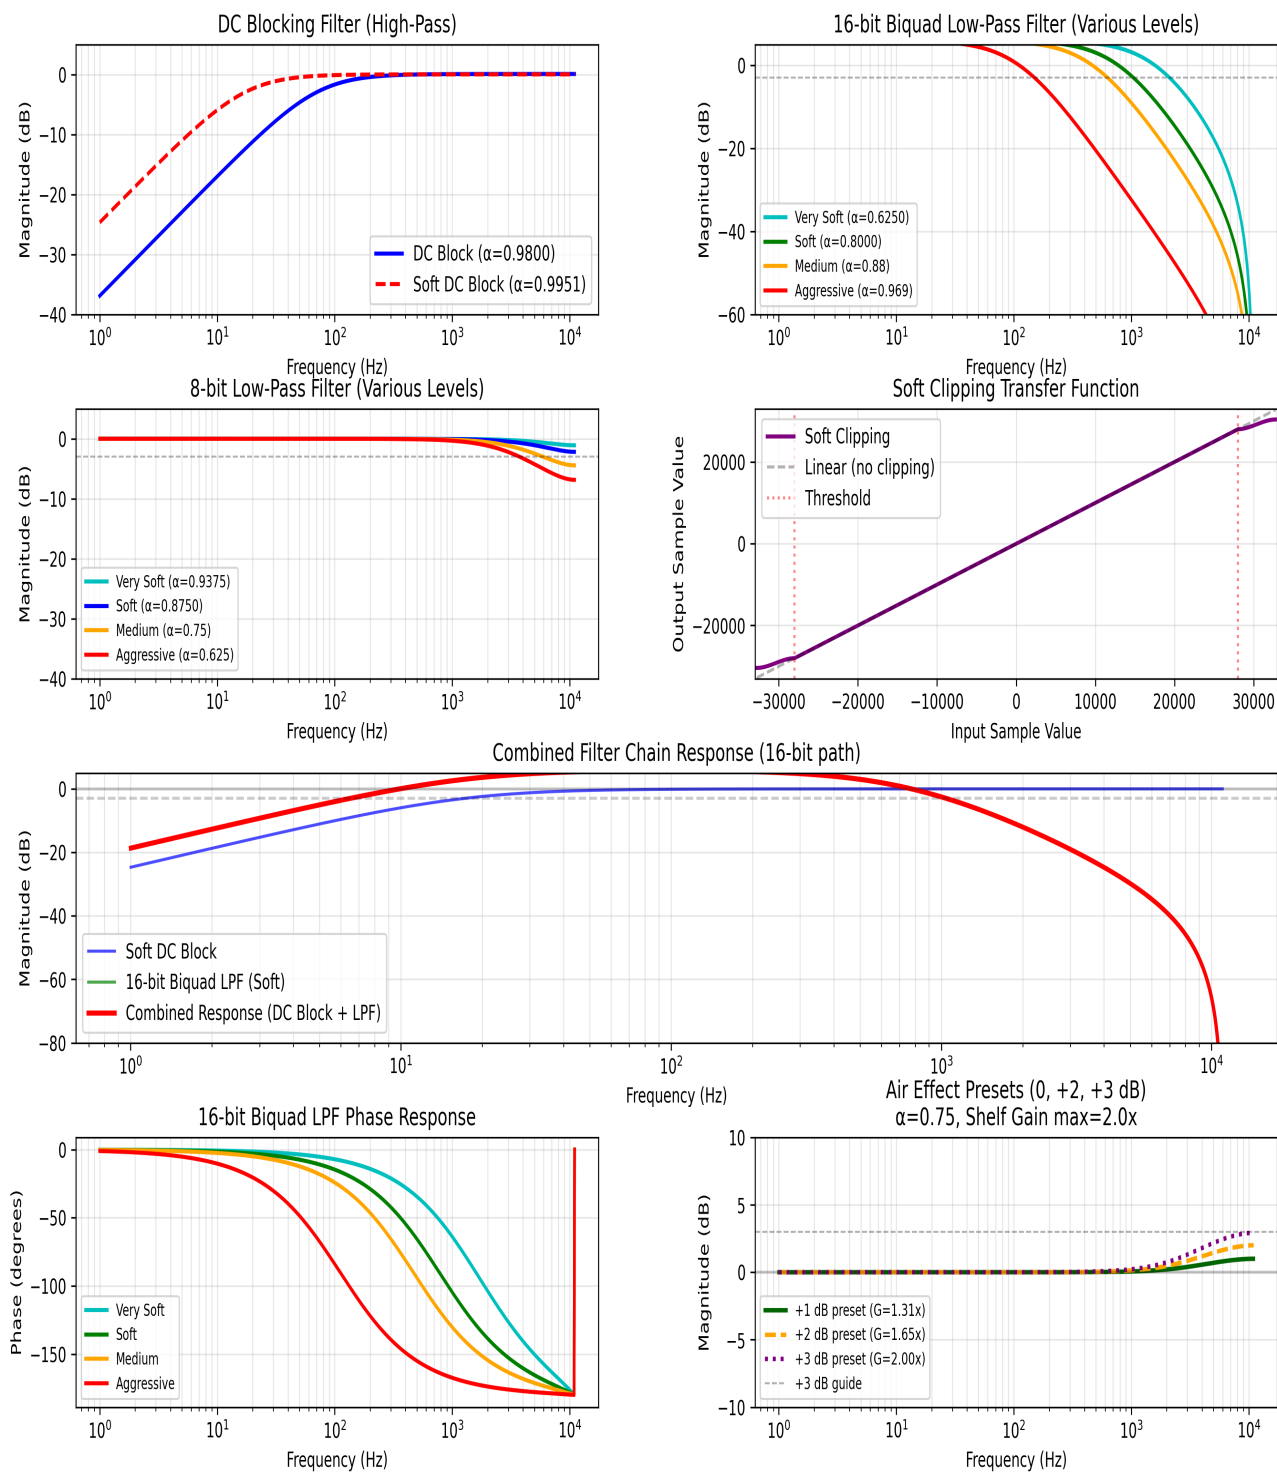 DC Blocking Filter (High-Pass)
Magnitude (dB)
0
−10
−20
−30
−40
DC Block (α=0.9800)
Soft DC Block (α=0.9951)
10⁰ 10¹ 10² 10³ 10⁴
Frequency (Hz)
16-bit Biquad Low-Pass Filter (Various Levels)
Magnitude (dB)
0
−20
−40
−60
Very Soft (α=0.6250)
Soft (α=0.8000)
Medium (α=0.88)
Aggressive (α=0.969)
10⁰ 10¹ 10² 10³ 10⁴
Frequency (Hz)
8-bit Low-Pass Filter (Various Levels)
Magnitude (dB)
0
−10
−20
−30
−40
Very Soft (α=0.9375)
Soft (α=0.8750)
Medium (α=0.75)
Aggressive (α=0.625)
10⁰ 10¹ 10² 10³ 10⁴
Frequency (Hz)
Soft Clipping Transfer Function
Output Sample Value
20000
0
−20000
Soft Clipping
Linear (no clipping)
Threshold
−30000 −20000 −10000 0 10000 20000 30000
Input Sample Value
Combined Filter Chain Response (16-bit path)
Magnitude (dB)
0
−20
−40
−60
−80
Soft DC Block
16-bit Biquad LPF (Soft)
Combined Response (DC Block + LPF)
10⁰ 10¹ 10² 10³ 10⁴
Frequency (Hz)
16-bit Biquad LPF Phase Response
Phase (degrees)
0
−50
−100
−150
Very Soft
Soft
Medium
Aggressive
10⁰ 10¹ 10² 10³ 10⁴
Frequency (Hz)
Air Effect Presets (0, +2, +3 dB)
α=0.75, Shelf Gain max=2.0x
Magnitude (dB)
10
5
0
−5
−10
+1 dB preset (G=1.31x)
+2 dB preset (G=1.65x)
+3 dB preset (G=2.00x)
+3 dB guide
10⁰ 10¹ 10² 10³ 10⁴
Frequency (Hz)